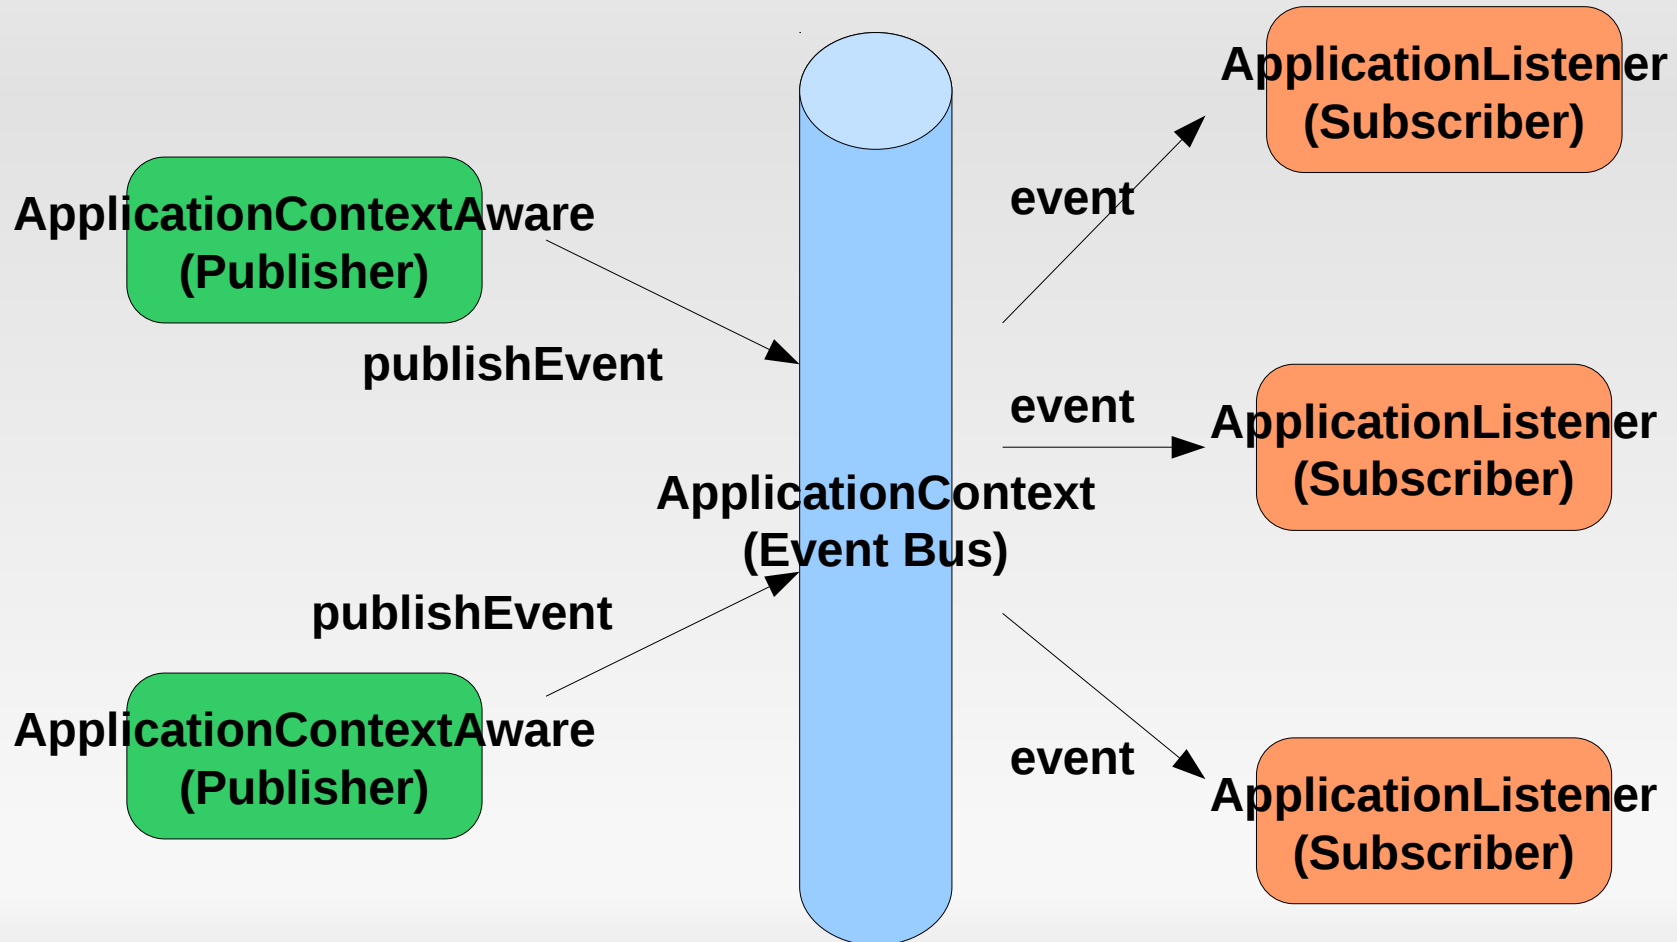 ApplicationContextAware
(Publisher)
publishEvent
publishEvent
ApplicationContextAware
(Publisher)
ApplicationContext
(Event Bus)
event
event
event
ApplicationListener
(Subscriber)
ApplicationListener
(Subscriber)
ApplicationListener
(Subscriber)